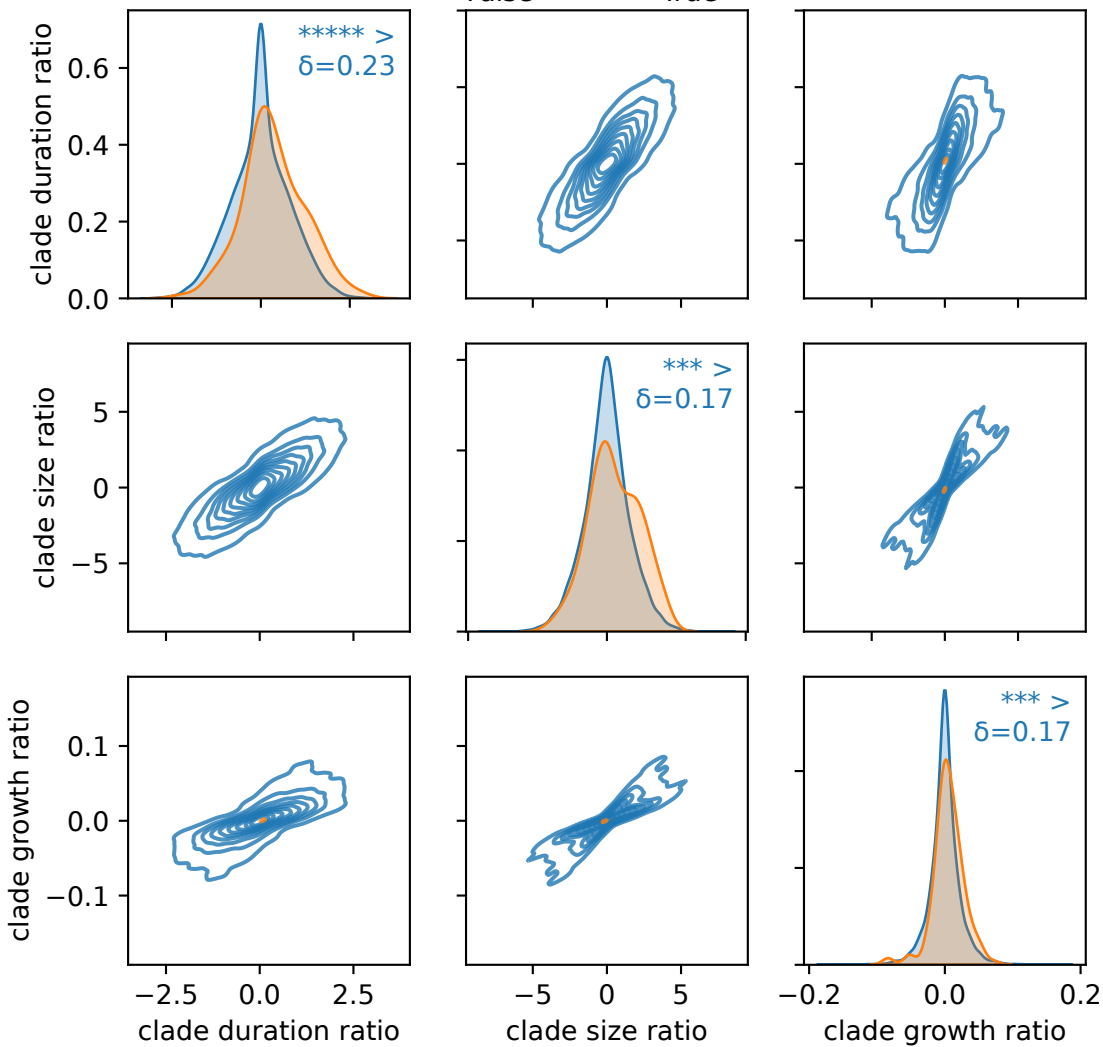 ***** >
δ=0.23
clade duration ratio
0.6
0.4
0.2
0.0
*** >
δ=0.17
clade size ratio
5
0
−5
*** >
δ=0.17
clade growth ratio
0.1
0.0
−0.1
−2.5 0.0 2.5
−5 0 5
−0.2 0.0 0.2
clade duration ratio
clade size ratio
clade growth ratio